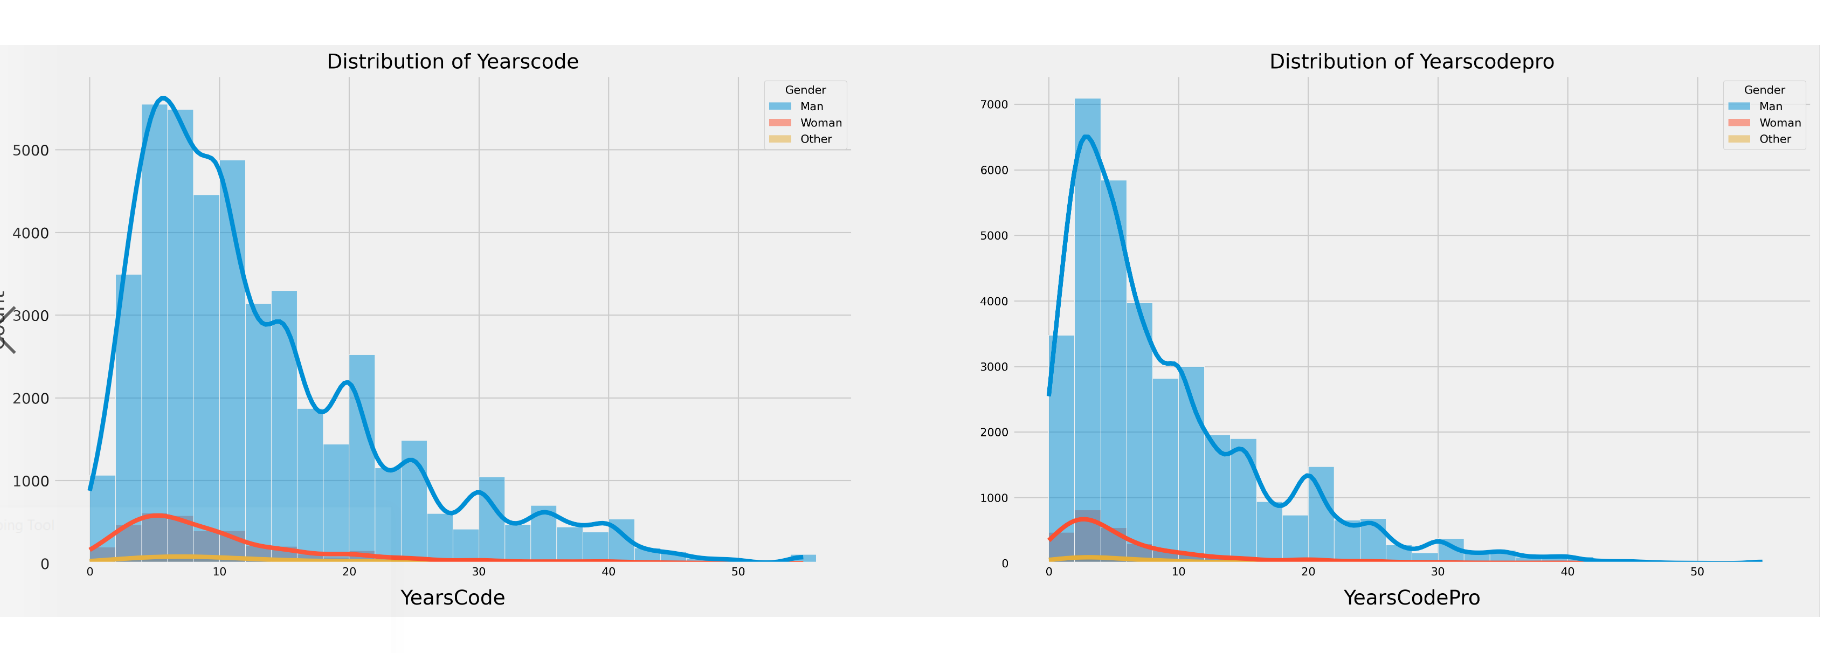 Distribution of Yearscode
Gender
Man
Woman
Other
5000
4000
3000
2000
1000
0
0 10 20 30 40 50
YearsCode
Distribution of Yearscodepro
Gender
Man
Woman
Other
7000
6000
5000
4000
3000
2000
1000
0
0 10 20 30 40 50
YearsCodePro